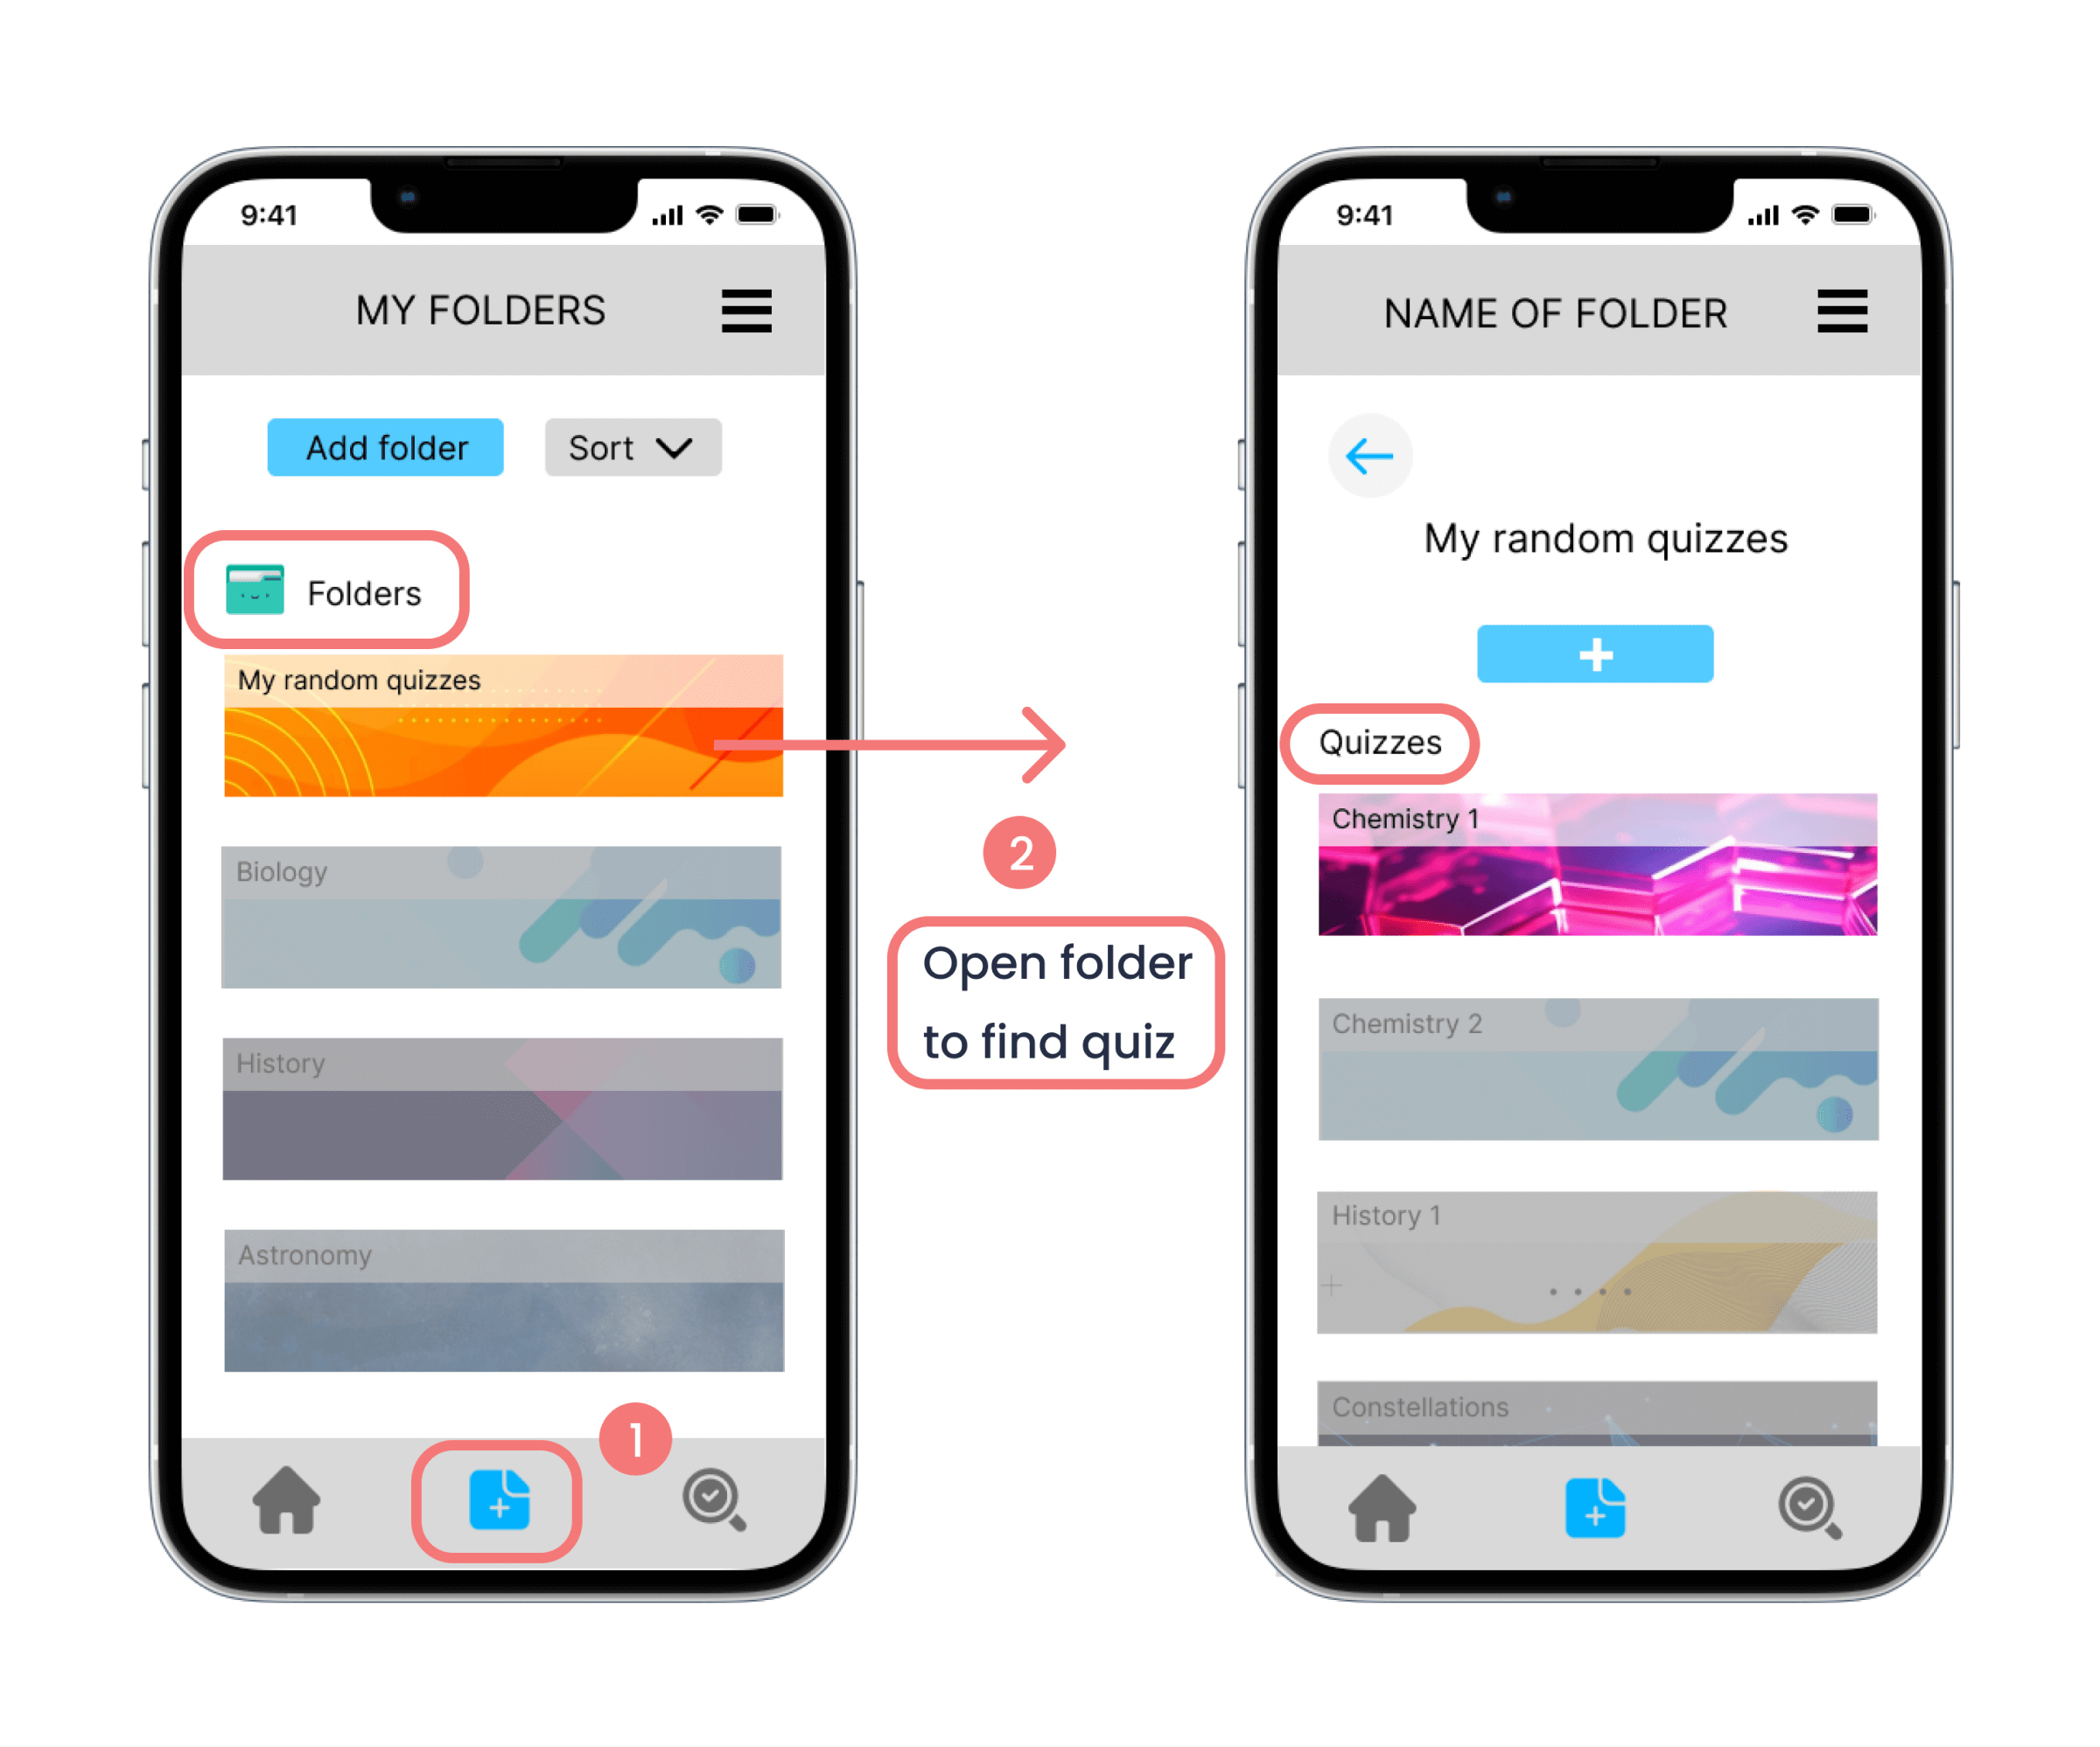 9:41
MY FOLDERS
Add folder
Sort
Folders
My random quizzes
Biology
History
Astronomy
1
2
Open folder
to find quiz
9:41
NAME OF FOLDER
My random quizzes
+
Quizzes
Chemistry 1
Chemistry 2
History 1
Constellations